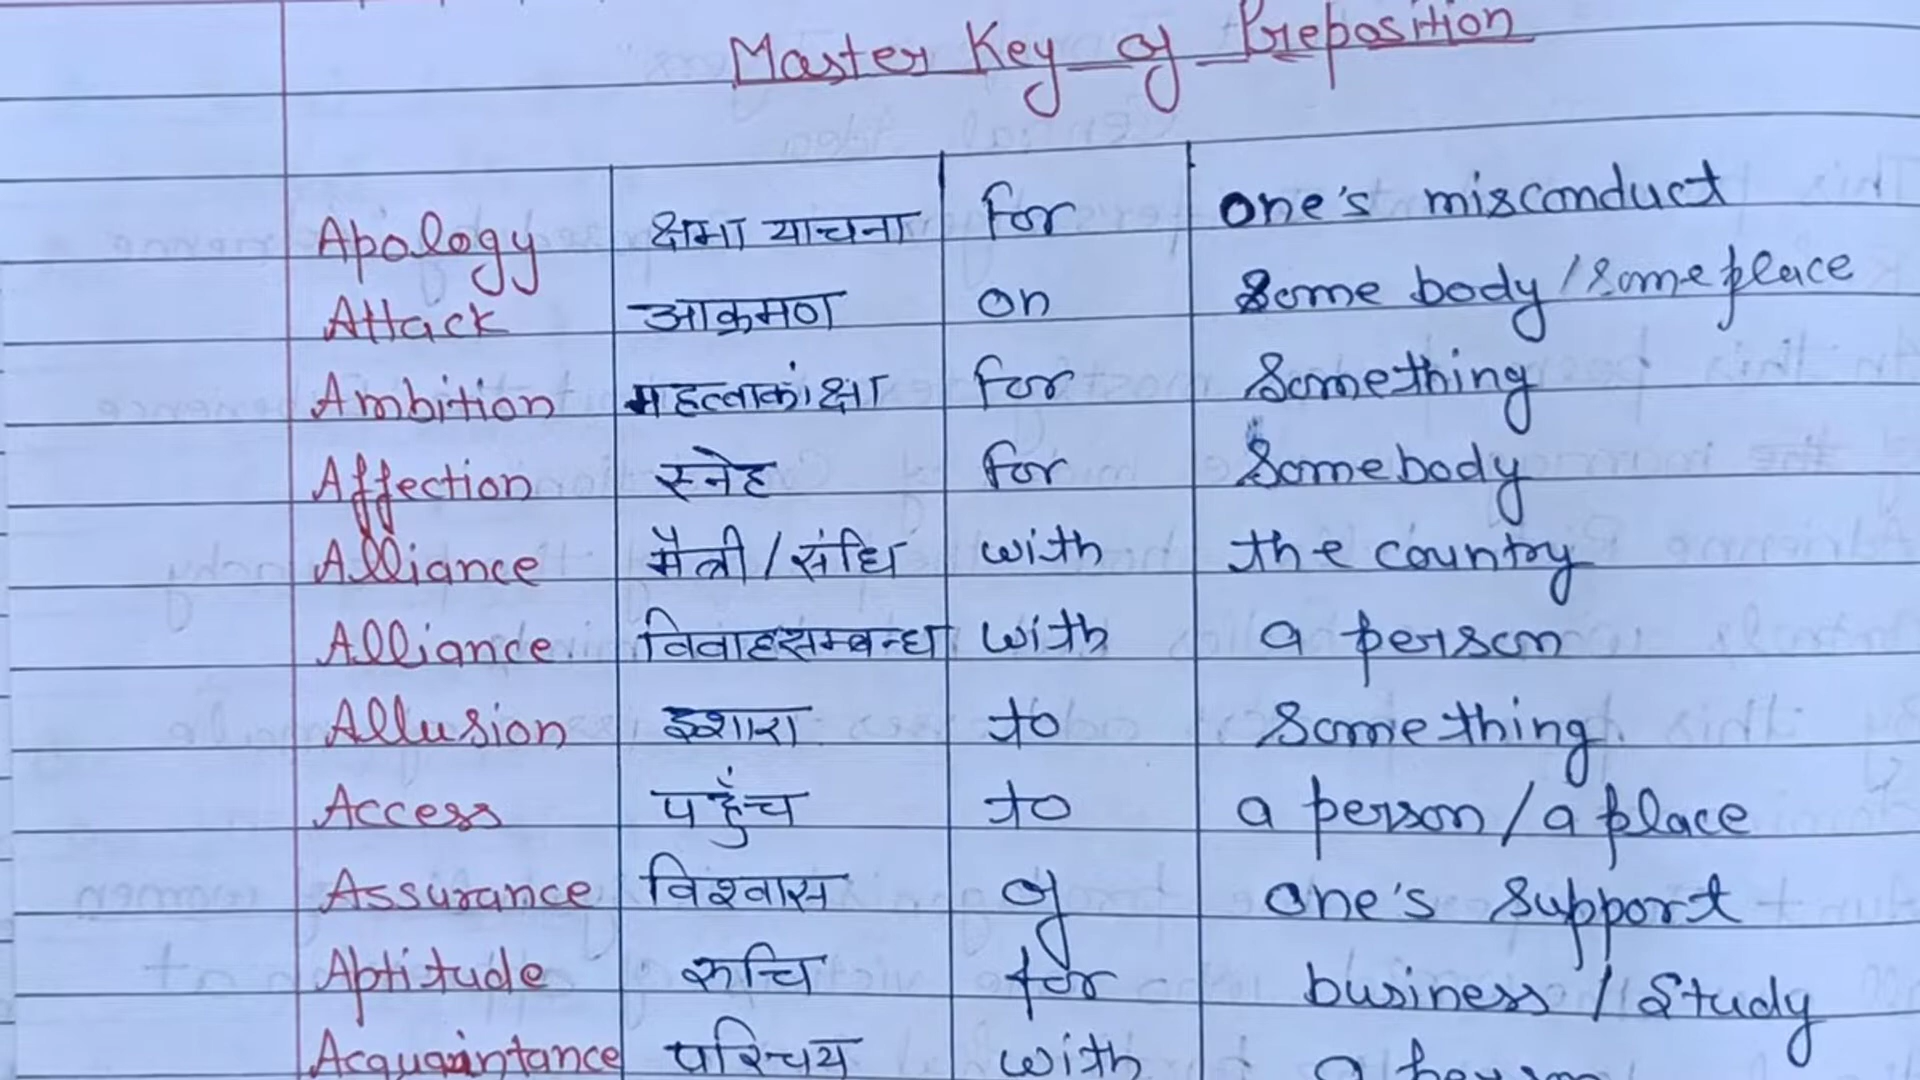 Master Key of Preposition
Apology क्षमा याचना for one's misconduct
Attack आक्रमण on Some body / Some place
Ambition महत्वाकांक्षा for Something
Affection स्नेह for Somebody
Alliance मैत्री / संधि with the country
Alliance विवाहसम्बन्ध with a person
Allusion इशारा to Something
Access पहुँच to a person / a place
Assurance विश्वास of one's support
Aptitude रुचि for business / Study
Acquaintance परिचय with a person